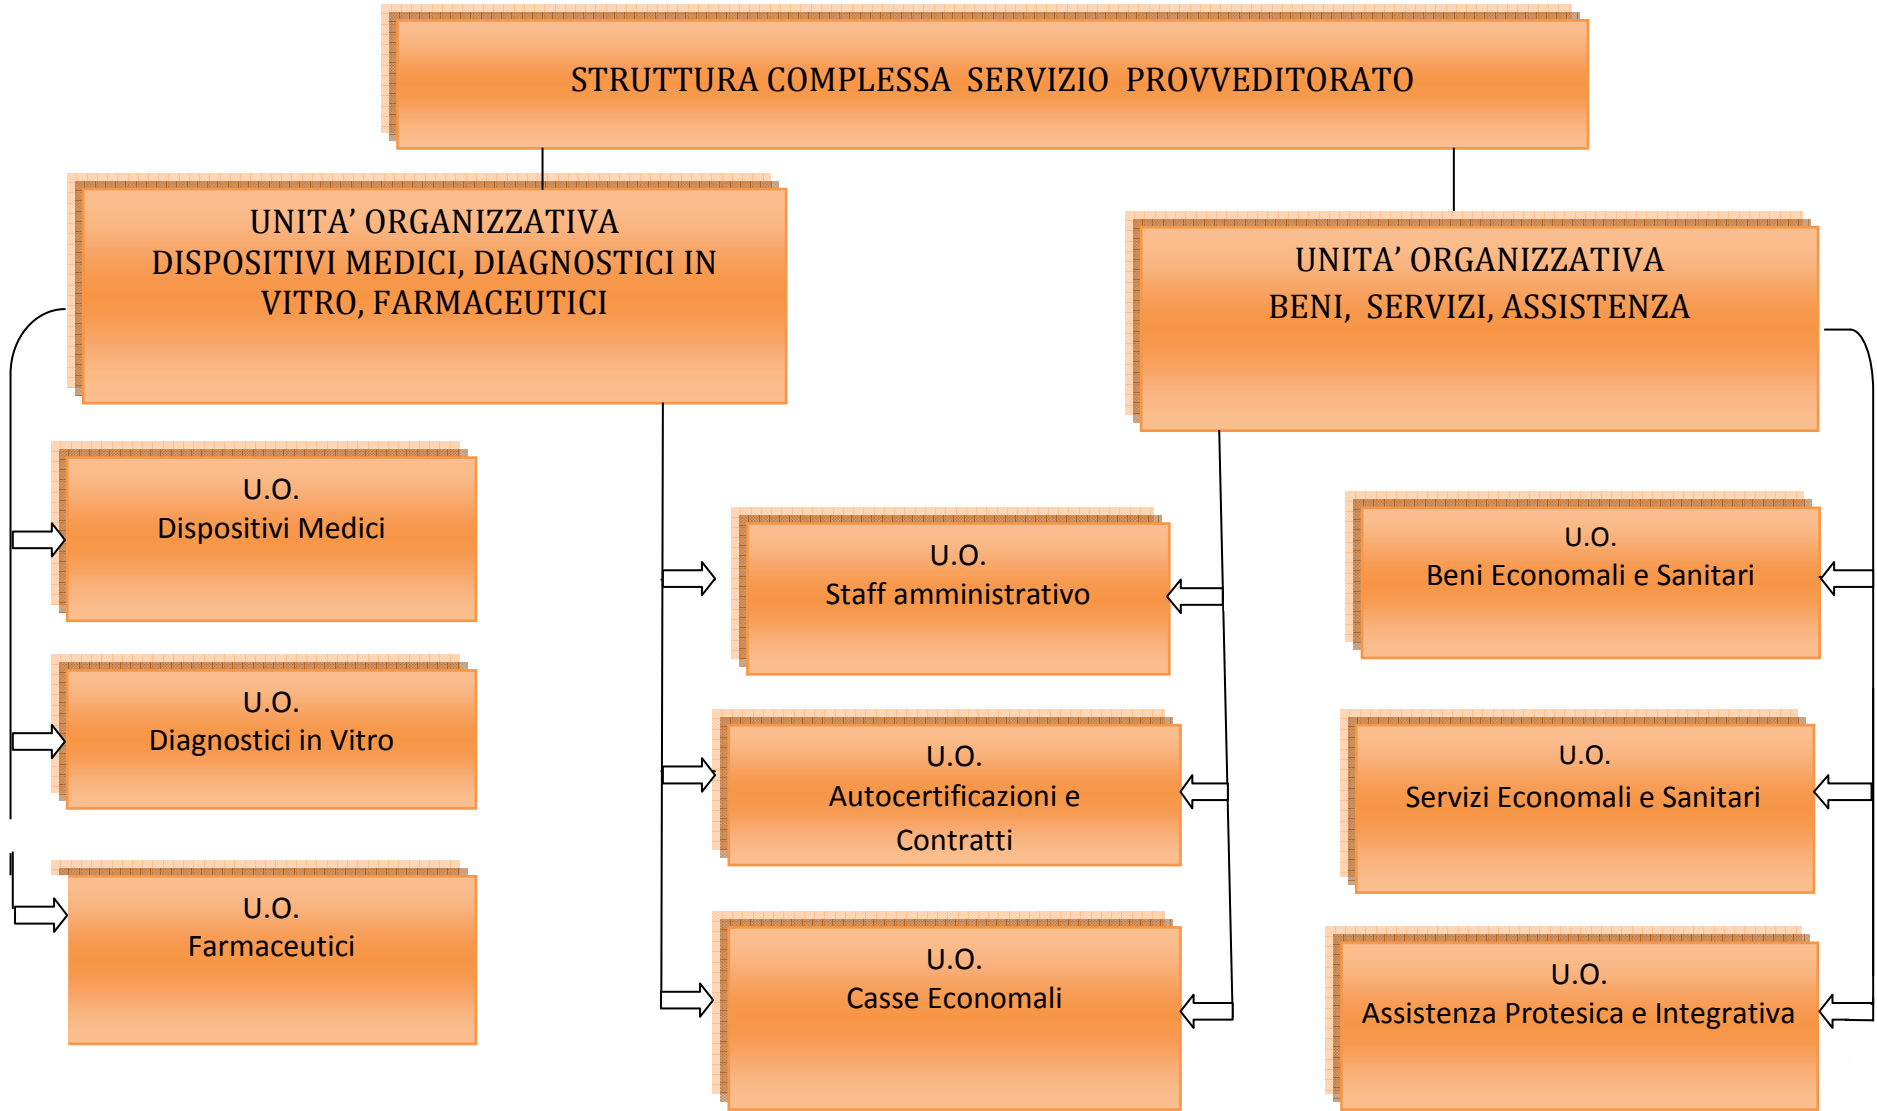 STRUTTURA COMPLESSA  SERVIZIO  PROVVEDITORATO
UNITA’ ORGANIZZATIVA
DISPOSITIVI MEDICI, DIAGNOSTICI IN
VITRO, FARMACEUTICI
UNITA’ ORGANIZZATIVA
BENI,  SERVIZI, ASSISTENZA
U.O.
Dispositivi Medici
U.O.
Diagnostici in Vitro
U.O.
Farmaceutici
U.O.
Staff amministrativo
U.O.
Autocertificazioni e
Contratti
U.O.
Casse Economali
U.O.
Beni Economali e Sanitari
U.O.
Servizi Economali e Sanitari
U.O.
Assistenza Protesica e Integrativa